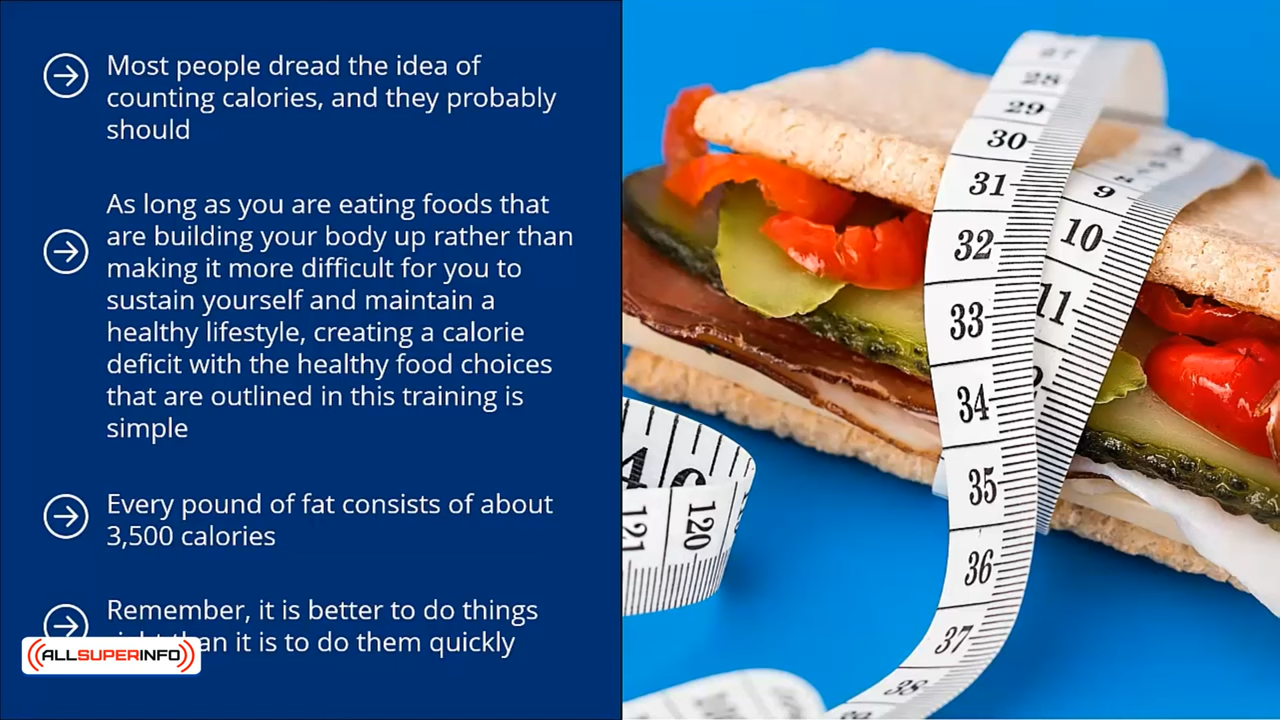 Most people dread the idea of
counting calories, and they probably
should
As long as you are eating foods that
are building your body up rather than
making it more difficult for you to
sustain yourself and maintain a
healthy lifestyle, creating a calorie
deficit with the healthy food choices
that are outlined in this training is
simple
Every pound of fat consists of about
3,500 calories
Remember, it is better to do things
than it is to do them quickly
ALLSUPERINFO
27
28
29
30
31
32
33
34
35
36
37
38
9
10
11
121
120